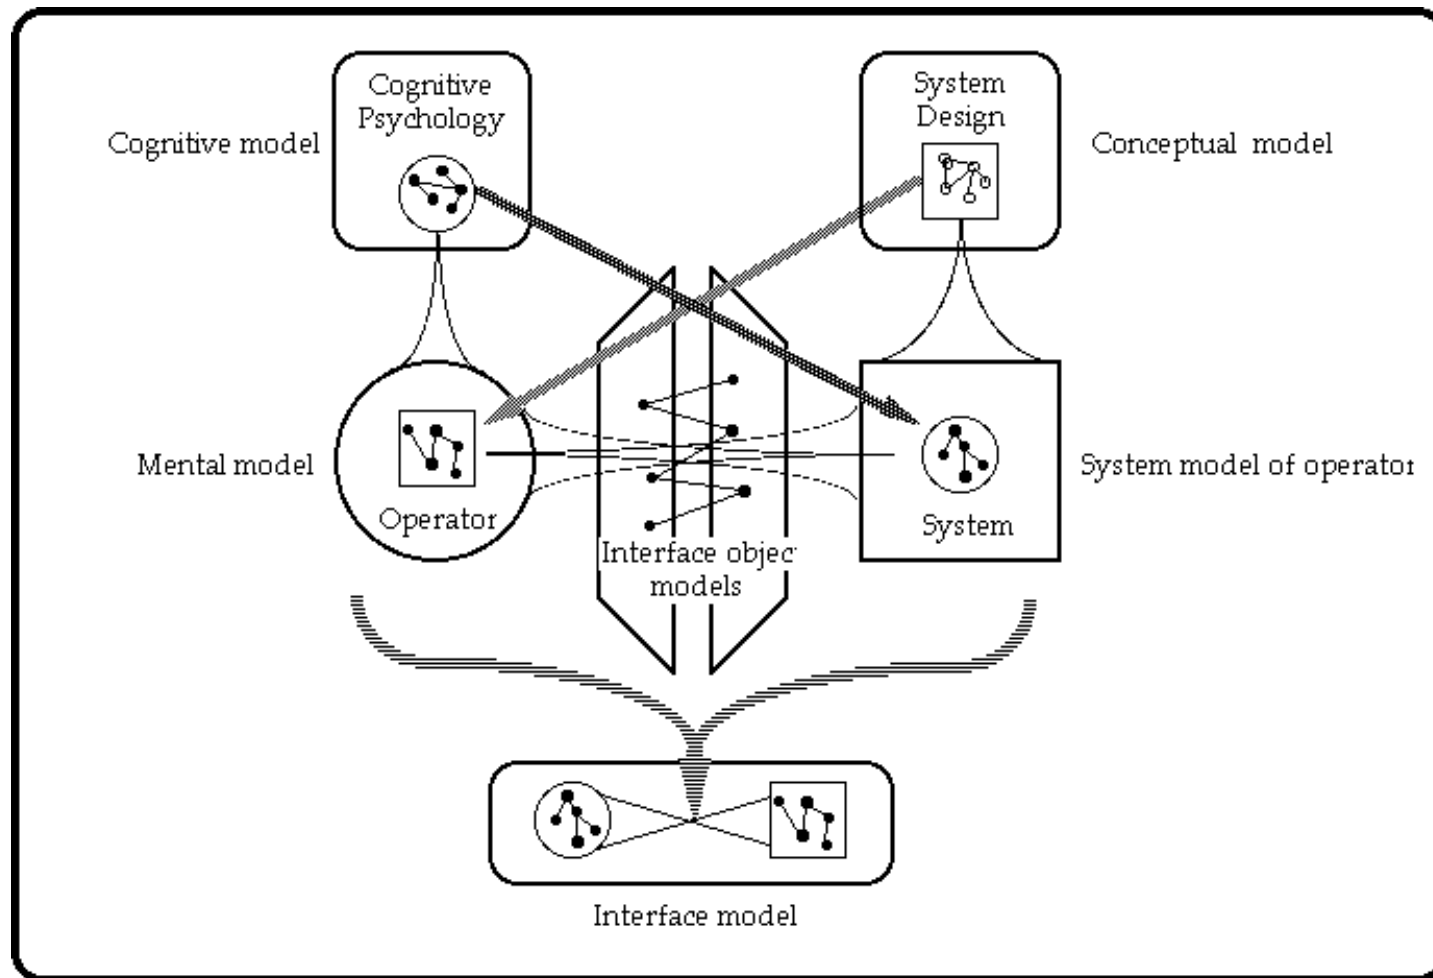 Cognitive
Psychology
System
Design
Cognitive model
Conceptual model
Mental model
Operator
Interface objec
models
System
System model of operator
Interface model